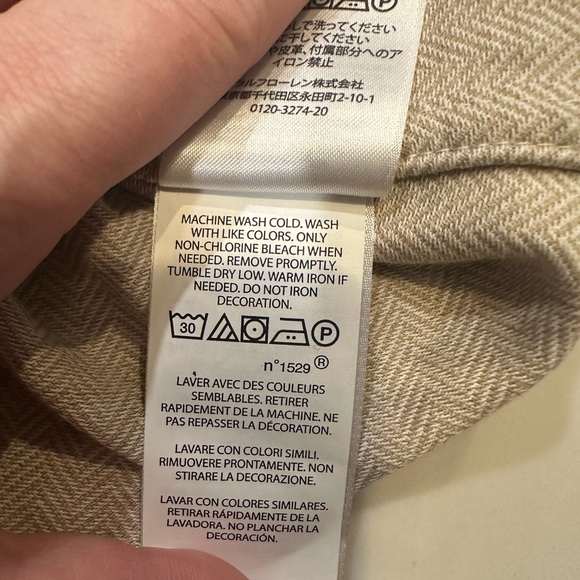 して洗ってください
に干してください
や皮革、付属部分へのア
イロン禁止
ラルフローレン株式会社
東京都千代田区永田町2-10-1
0120-3274-20
MACHINE WASH COLD. WASH
WITH LIKE COLORS. ONLY
NON-CHLORINE BLEACH WHEN
NEEDED. REMOVE PROMPTLY.
TUMBLE DRY LOW. WARM IRON IF
NEEDED. DO NOT IRON
DECORATION.
30 P
n°1529 ®
LAVER AVEC DES COULEURS
SEMBLABLES. RETIRER
RAPIDEMENT DE LA MACHINE. NE
PAS REPASSER LA DÉCORATION.
LAVARE CON COLORI SIMILI.
RIMUOVERE PRONTAMENTE. NON
STIRARE LA DECORAZIONE.
LAVAR CON COLORES SIMILARES.
RETIRAR RÁPIDAMENTE DE LA
LAVADORA. NO PLANCHAR LA
DECORACIÓN.